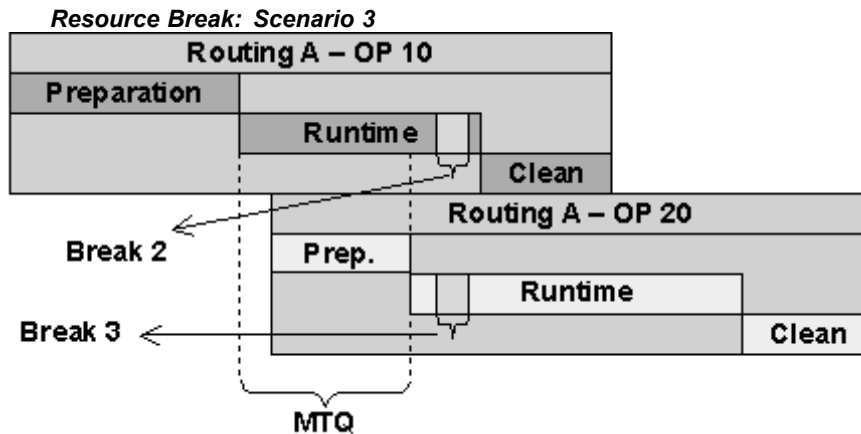 Resource Break: Scenario 3
Routing A – OP 10
Preparation
Runtime
Clean
Routing A – OP 20
Break 2
Prep.
Runtime
Break 3
Clean
MTQ